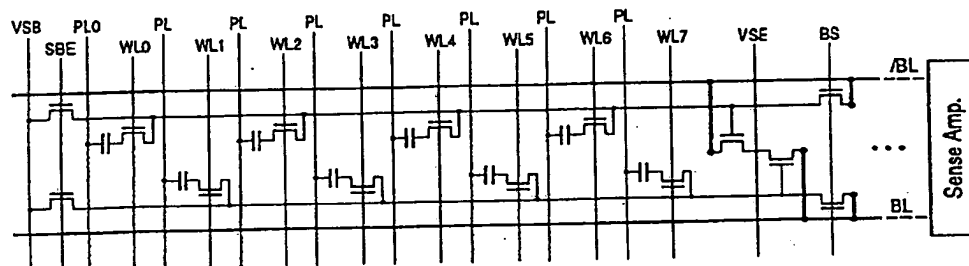 VSB PL0 PL PL PL PL PL PL PL
SBE WL0 WL1 WL2 WL3 WL4 WL5 WL6 WL7 VSE BS
/BL
BL
Sense Amp.